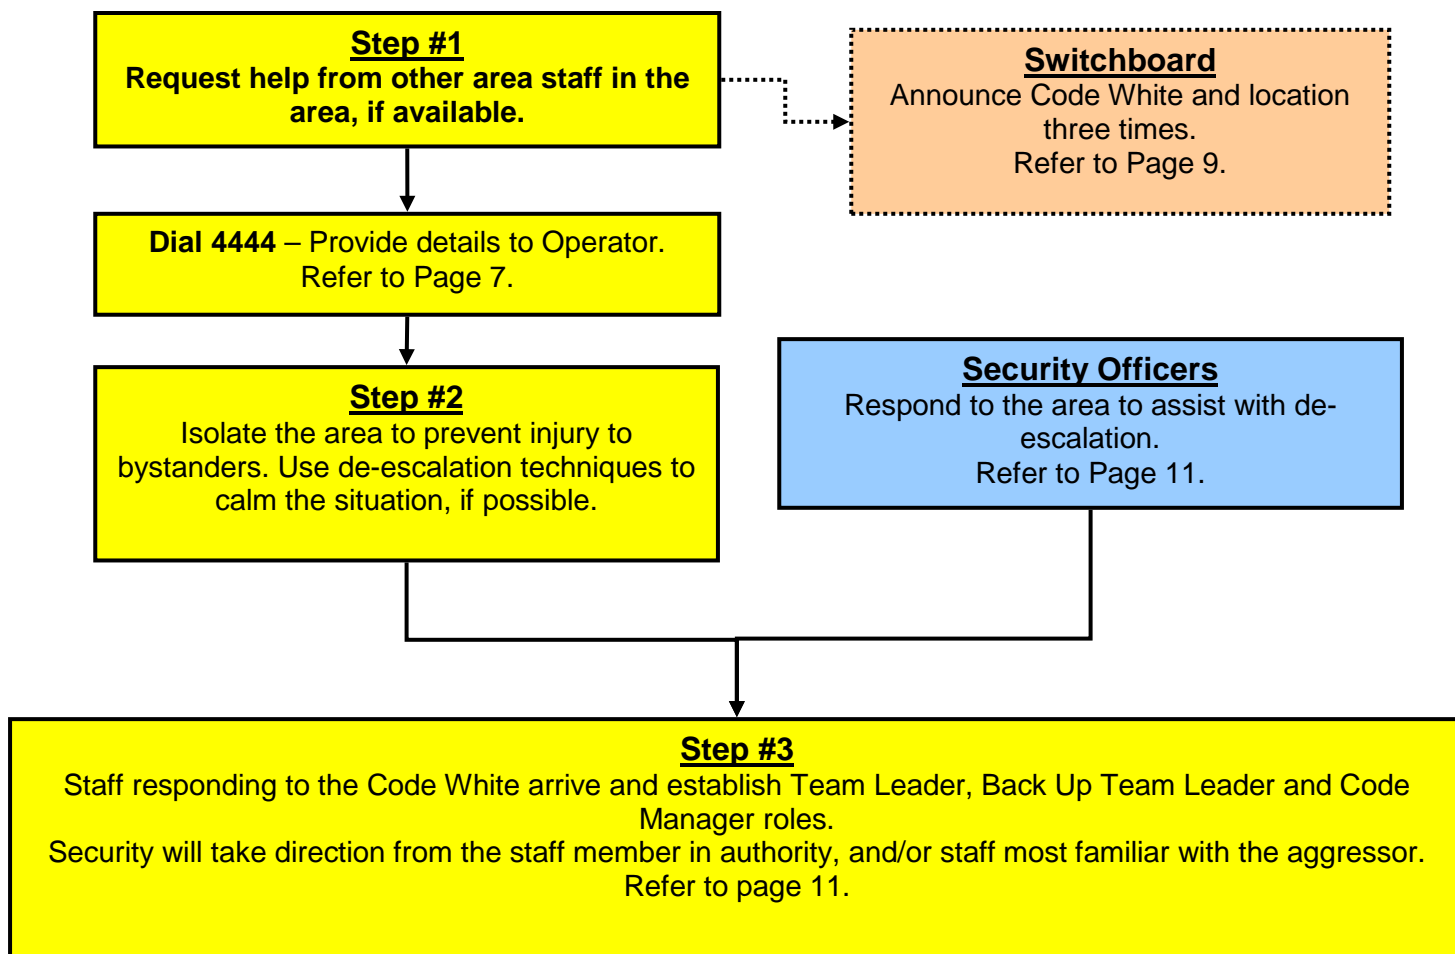 Step #1
Request help from other area staff in the
area, if available.
Switchboard
Announce Code White and location
three times.
Refer to Page 9.
Dial 4444 – Provide details to Operator.
Refer to Page 7.
Step #2
Isolate the area to prevent injury to
bystanders. Use de-escalation techniques to
calm the situation, if possible.
Security Officers
Respond to the area to assist with de-
escalation.
Refer to Page 11.
Step #3
Staff responding to the Code White arrive and establish Team Leader, Back Up Team Leader and Code
Manager roles.
Security will take direction from the staff member in authority, and/or staff most familiar with the aggressor.
Refer to page 11.